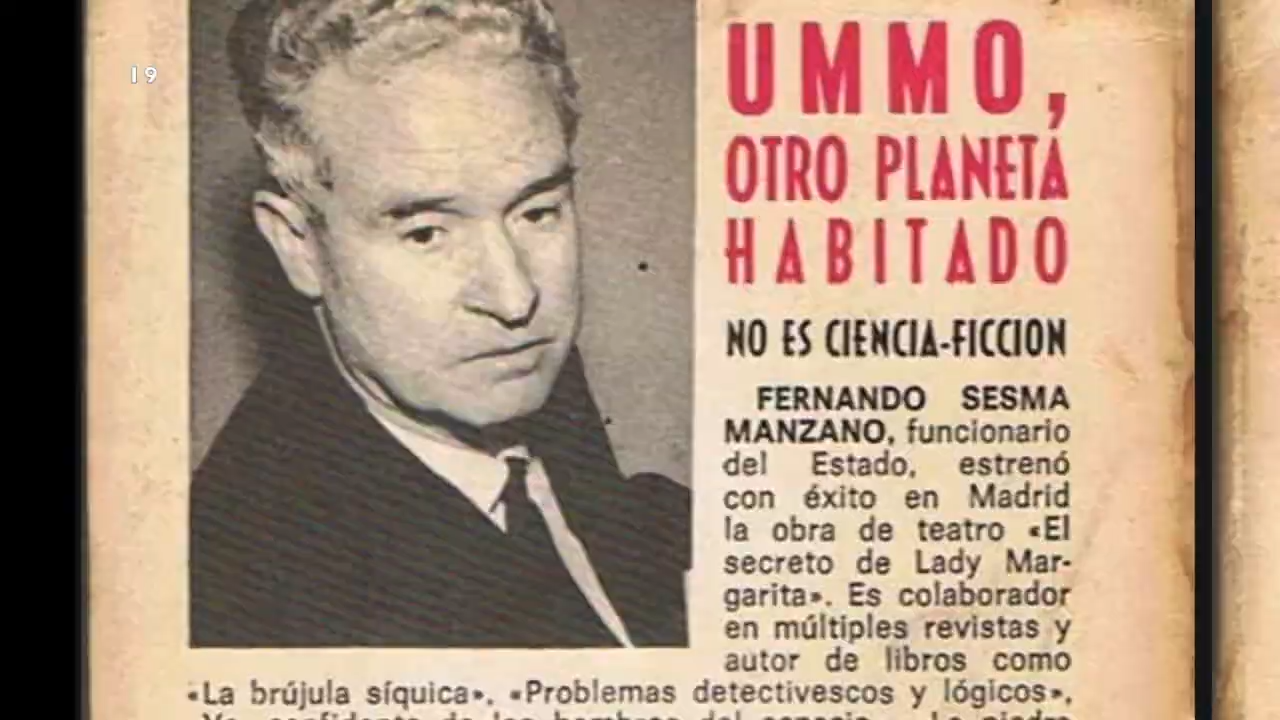 19
UMMO,
OTRO PLANETA
HABITADO
NO ES CIENCIA-FICCION
FERNANDO SESMA
MANZANO, funcionario
del Estado, estrenó
con éxito en Madrid
la obra de teatro «El
secreto de Lady Mar-
garita». Es colaborador
en múltiples revistas y
autor de libros como
«La brújula síquica», «Problemas detectivescos y lógicos»,